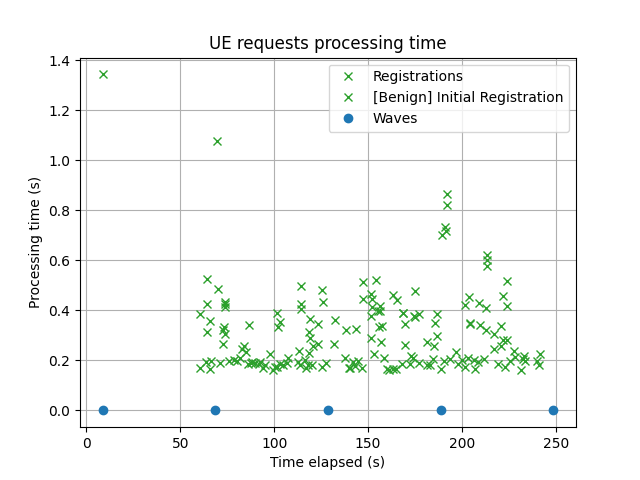 UE requests processing time
Registrations
[Benign] Initial Registration
Waves
Processing time (s)
1.4
1.2
1.0
0.8
0.6
0.4
0.2
0.0
0 50 100 150 200 250
Time elapsed (s)